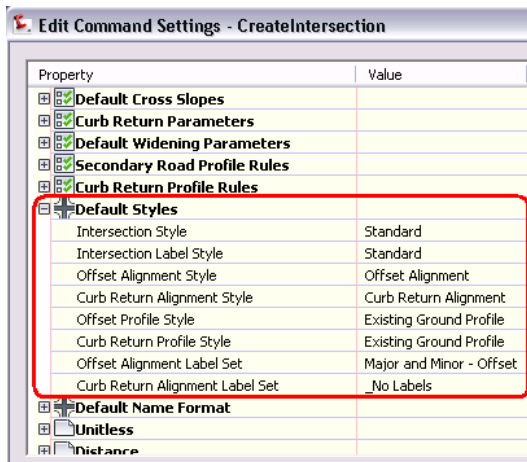 Edit Command Settings - CreateIntersection
Property Value
Default Cross Slopes
Curb Return Parameters
Default Widening Parameters
Secondary Road Profile Rules
Curb Return Profile Rules
Default Styles
Intersection Style Standard
Intersection Label Style Standard
Offset Alignment Style Offset Alignment
Curb Return Alignment Style Curb Return Alignment
Offset Profile Style Existing Ground Profile
Curb Return Profile Style Existing Ground Profile
Offset Alignment Label Set Major and Minor - Offset
Curb Return Alignment Label Set _No Labels
Default Name Format
Unitless
Distance